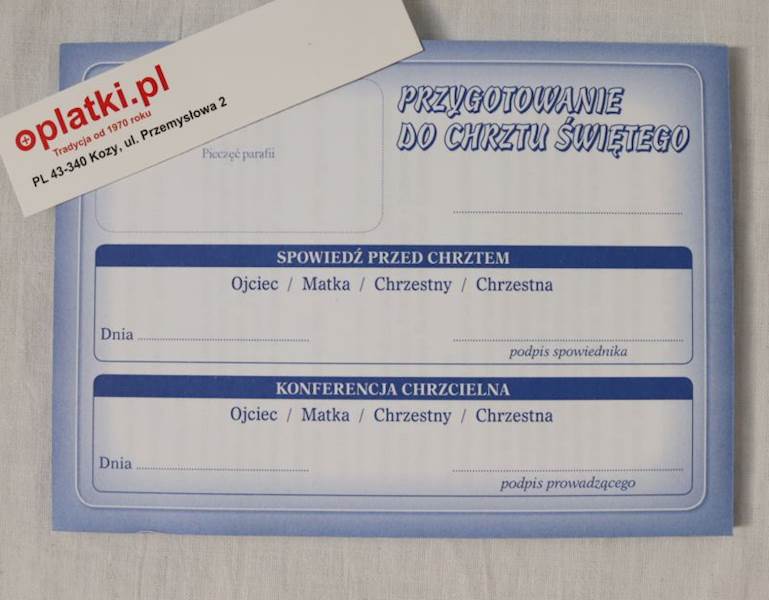 oplatki.pl
Tradycja od 1970 roku
PL 43-340 Kozy, ul. Przemysłowa 2
Pieczęć parafii
PRZYGOTOWANIE
DO CHRZTU ŚWIĘTEGO
SPOWIEDŹ PRZED CHRZTEM
Ojciec / Matka / Chrzestny / Chrzestna
Dnia
podpis spowiednika
KONFERENCJA CHRZCIELNA
Ojciec / Matka / Chrzestny / Chrzestna
Dnia
podpis prowadzącego